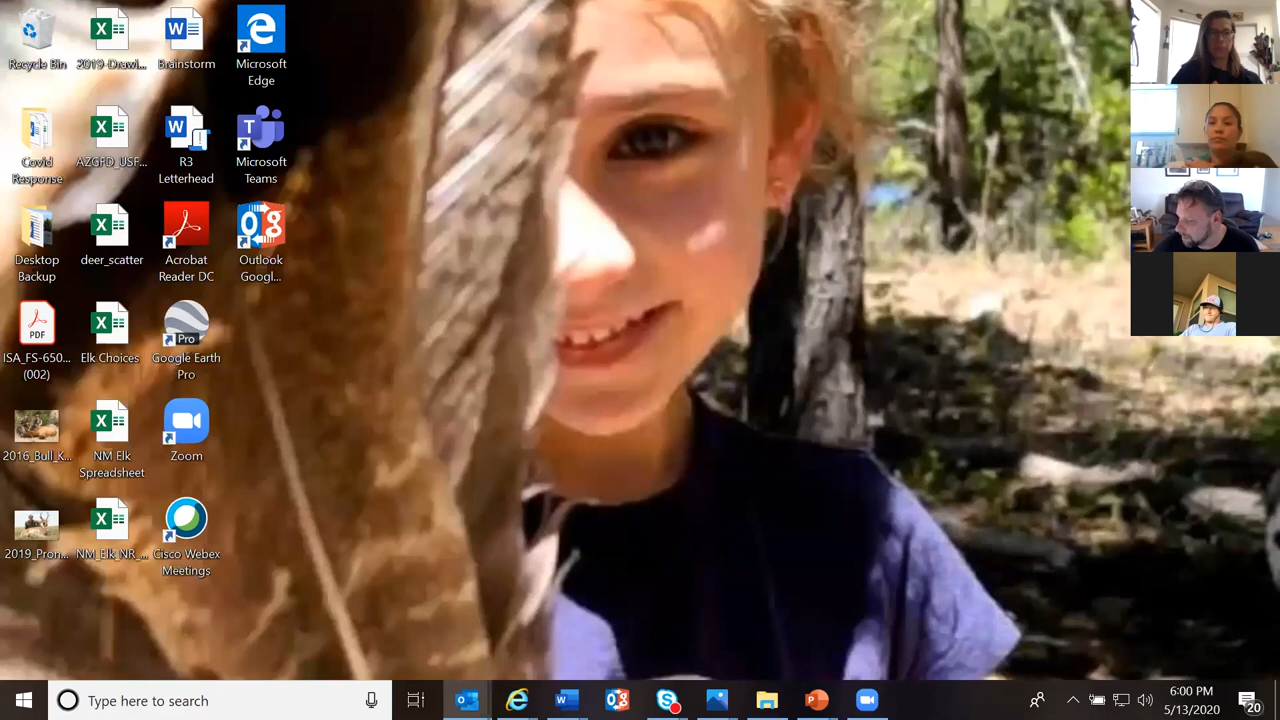 Recycle Bin
2019-Drawi...
Brainstorm
Microsoft
Edge
Covid
Response
AZGFD_USF...
R3
Letterhead
Microsoft
Teams
Desktop
Backup
deer_scatter
Acrobat
Reader DC
Outlook
Googl...
PDF
ISA_FS-650...
(002)
Elk Choices
Pro
Google Earth
Pro
2016_Bull_K...
NM Elk
Spreadsheet
Zoom
2019_Pron...
NM_Elk_NR_...
Cisco Webex
Meetings
Type here to search
6:00 PM
5/13/2020
20